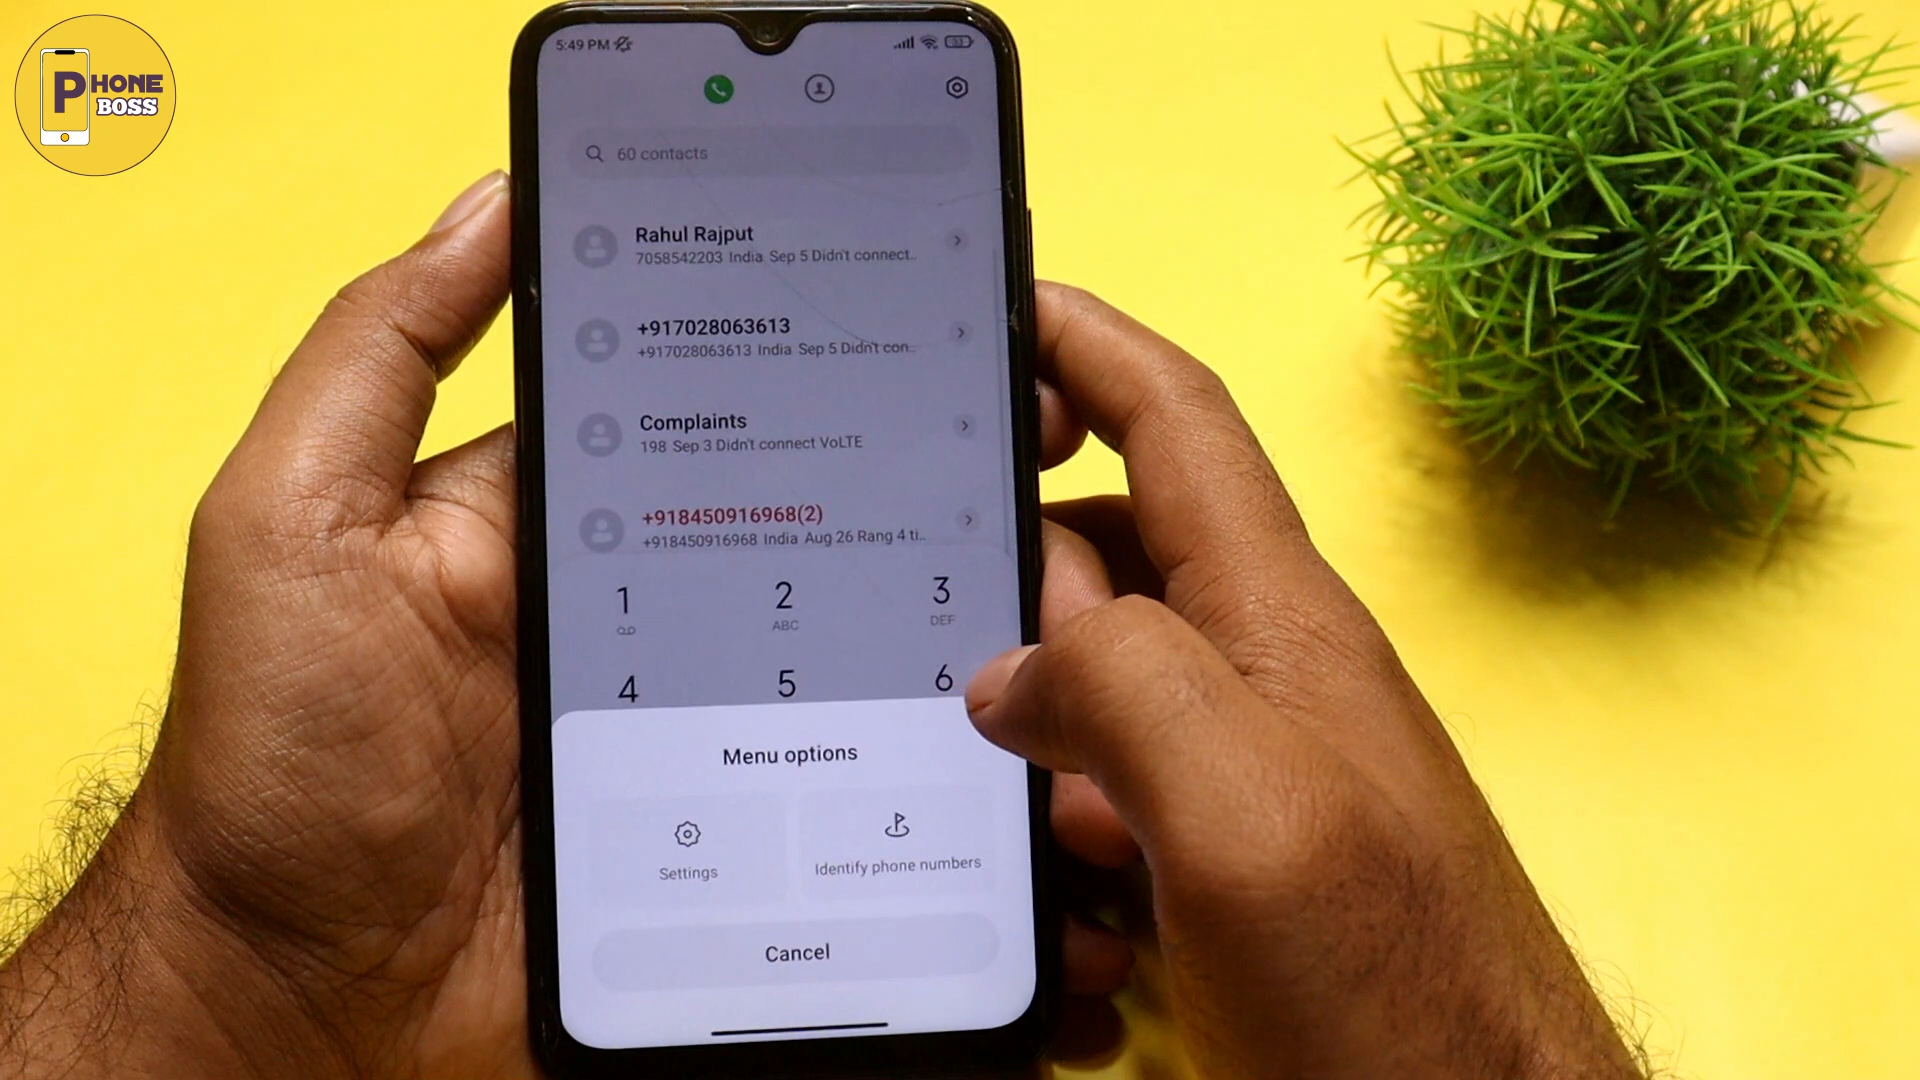 PHONE
BOSS
5:49 PM
53
60 contacts
Rahul Rajput
7058542203 India Sep 5 Didn't connect..
+917028063613
+917028063613 India Sep 5 Didn't con..
Complaints
198 Sep 3 Didn't connect VoLTE
+918450916968(2)
+918450916968 India Aug 26 Rang 4 ti..
1 2 3
ABC DEF
4 5 6
Menu options
Settings Identify phone numbers
Cancel